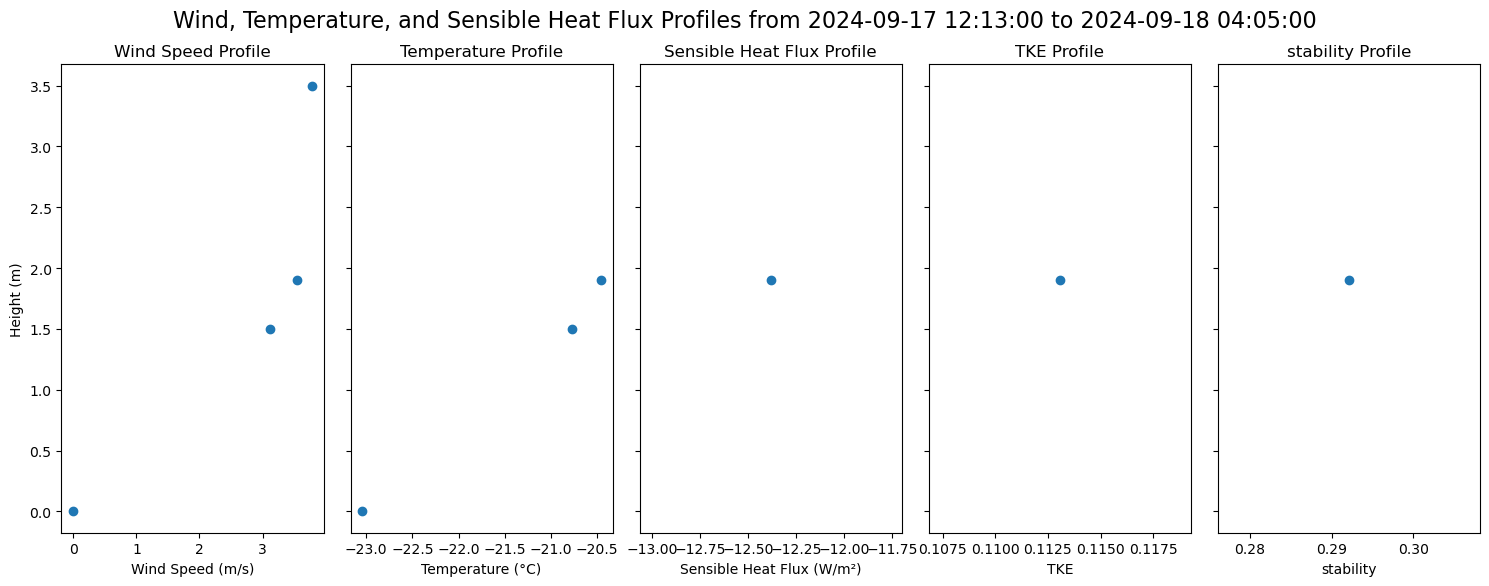 Wind, Temperature, and Sensible Heat Flux Profiles from 2024-09-17 12:13:00 to 2024-09-18 04:05:00
Wind Speed Profile
Temperature Profile
Sensible Heat Flux Profile
TKE Profile
stability Profile
3.5
3.0
2.5
2.0
1.5
1.0
0.5
0.0
Height (m)
0 1 2 3
−23.0 −22.5 −22.0 −21.5 −21.0 −20.5
−13.00 −12.75 −12.50 −12.25 −12.00 −11.75
0.1075 0.1100 0.1125 0.1150 0.1175
0.28 0.29 0.30
Wind Speed (m/s)
Temperature (°C)
Sensible Heat Flux (W/m²)
TKE
stability